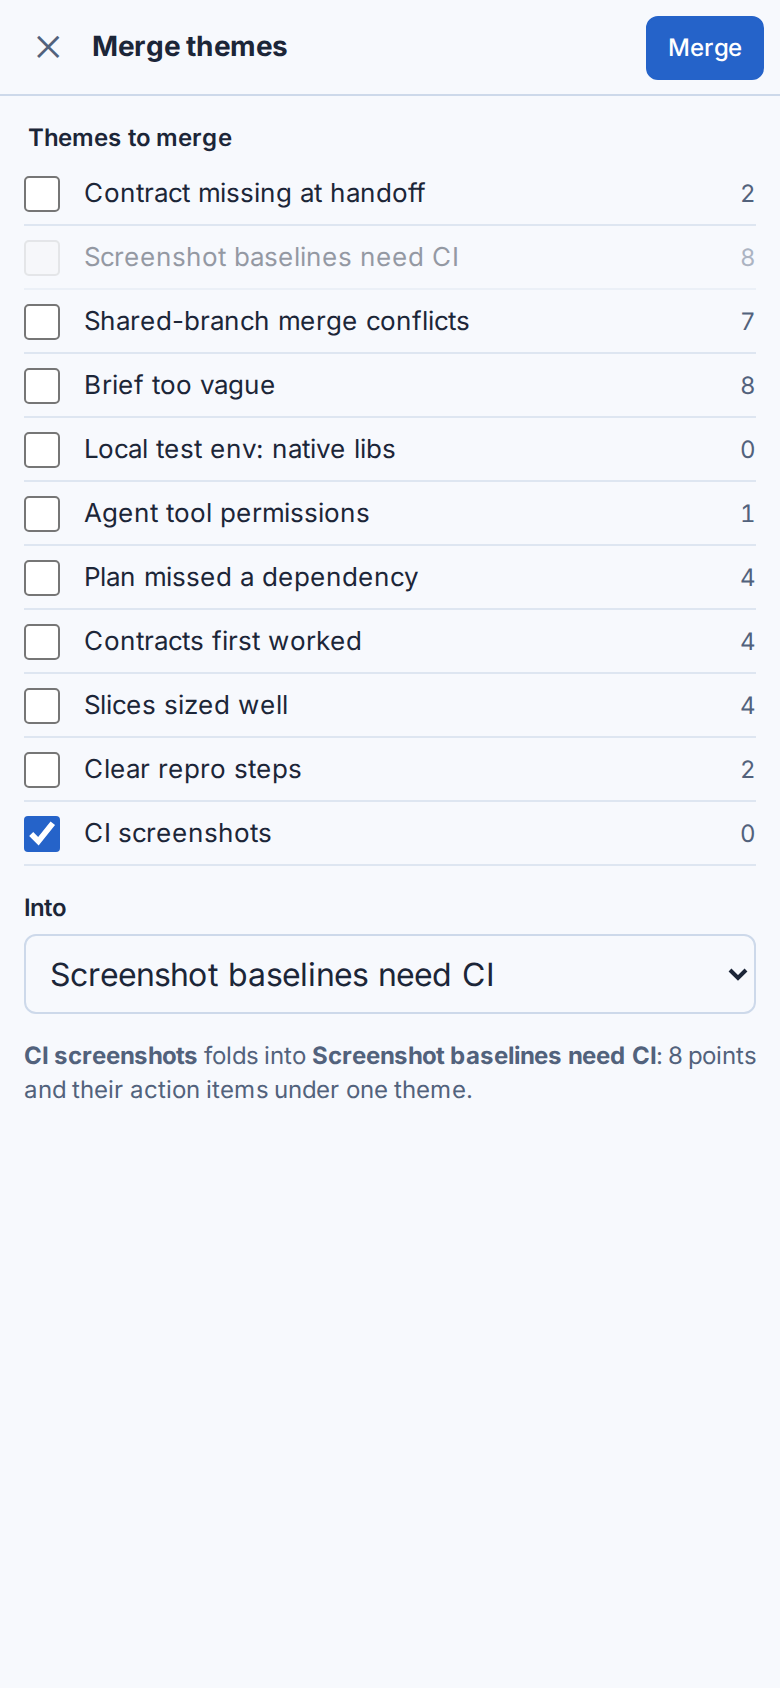 Merge themes
Merge
Themes to merge
Contract missing at handoff 2
Screenshot baselines need CI 8
Shared-branch merge conflicts 7
Brief too vague 8
Local test env: native libs 0
Agent tool permissions 1
Plan missed a dependency 4
Contracts first worked 4
Slices sized well 4
Clear repro steps 2
CI screenshots 0
Into
Screenshot baselines need CI
CI screenshots folds into Screenshot baselines need CI: 8 points
and their action items under one theme.